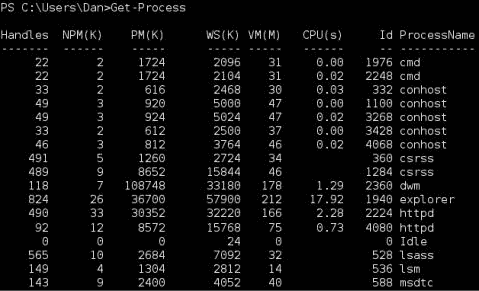 PS C:\Users\Dan>Get-Process
Handles NPM(K) PM(K) WS(K) VM(M) CPU(s) Id ProcessName
------- ------ ----- ----- ----- ------ -- -----------
22 2 1724 2096 31 0.00 1976 cmd
22 2 1724 2104 31 0.02 2248 cmd
33 2 616 2468 30 0.03 332 conhost
49 3 920 5000 47 0.00 1100 conhost
49 3 924 5024 47 0.02 3268 conhost
33 2 612 2500 37 0.00 3428 conhost
46 3 812 3764 46 0.02 4068 conhost
491 5 1260 2724 34 360 csrss
489 9 8652 15844 46 1284 csrss
118 7 108748 33180 178 1.29 2360 dwm
824 26 36700 57900 212 17.92 1940 explorer
490 33 30352 32220 166 2.28 2224 httpd
92 12 8572 15768 75 0.73 4080 httpd
0 0 0 24 0 0 Idle
565 10 2684 7092 32 528 lsass
149 4 1304 2812 14 536 lsm
143 9 2400 4052 40 588 msdtc